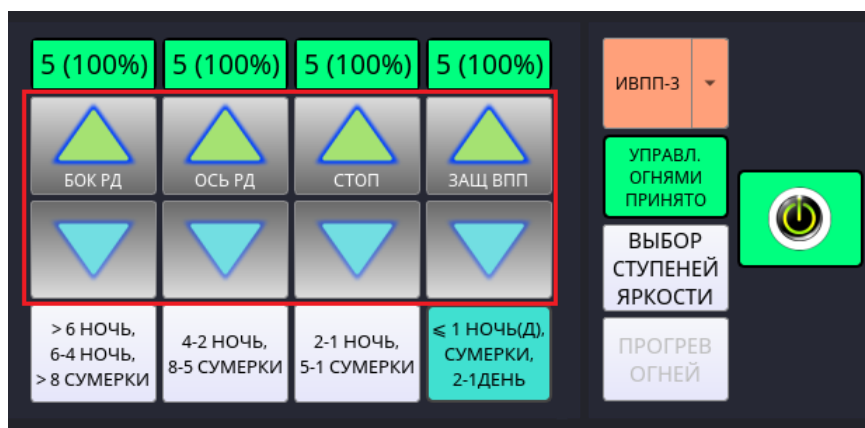 5 (100%) 5 (100%) 5 (100%) 5 (100%)
БОК РД ОСЬ РД СТОП ЗАЩ ВПП
> 6 НОЧЬ,
6-4 НОЧЬ,
> 8 СУМЕРКИ
4-2 НОЧЬ,
8-5 СУМЕРКИ
2-1 НОЧЬ,
5-1 СУМЕРКИ
⩽ 1 НОЧЬ(Д),
СУМЕРКИ,
2-1ДЕНЬ
ИВПП-3
УПРАВЛ.
ОГНЯМИ
ПРИНЯТО
ВЫБОР
СТУПЕНЕЙ
ЯРКОСТИ
ПРОГРЕВ
ОГНЕЙ